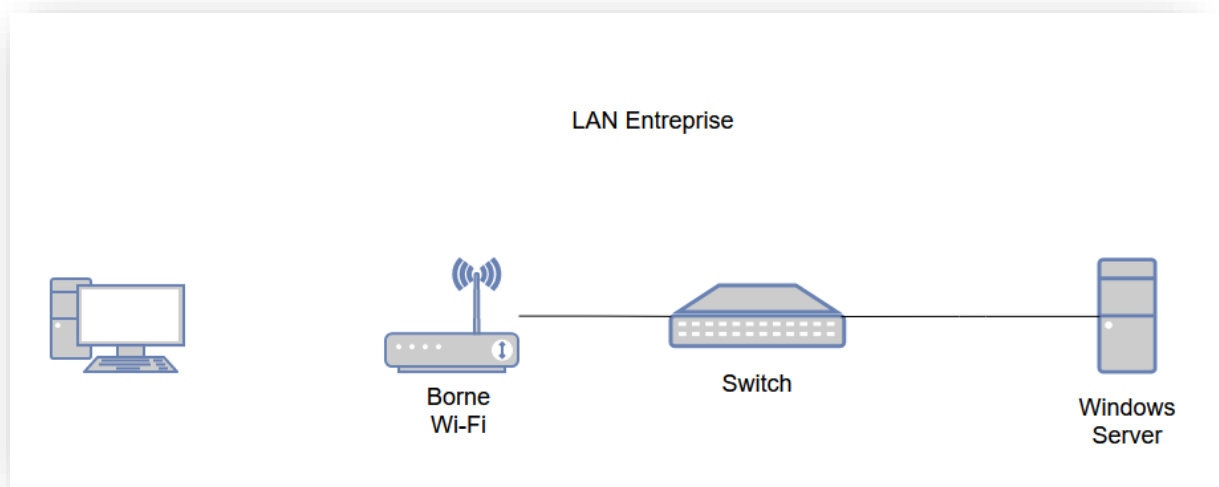 LAN Entreprise
Borne
Wi-Fi
Switch
Windows
Server